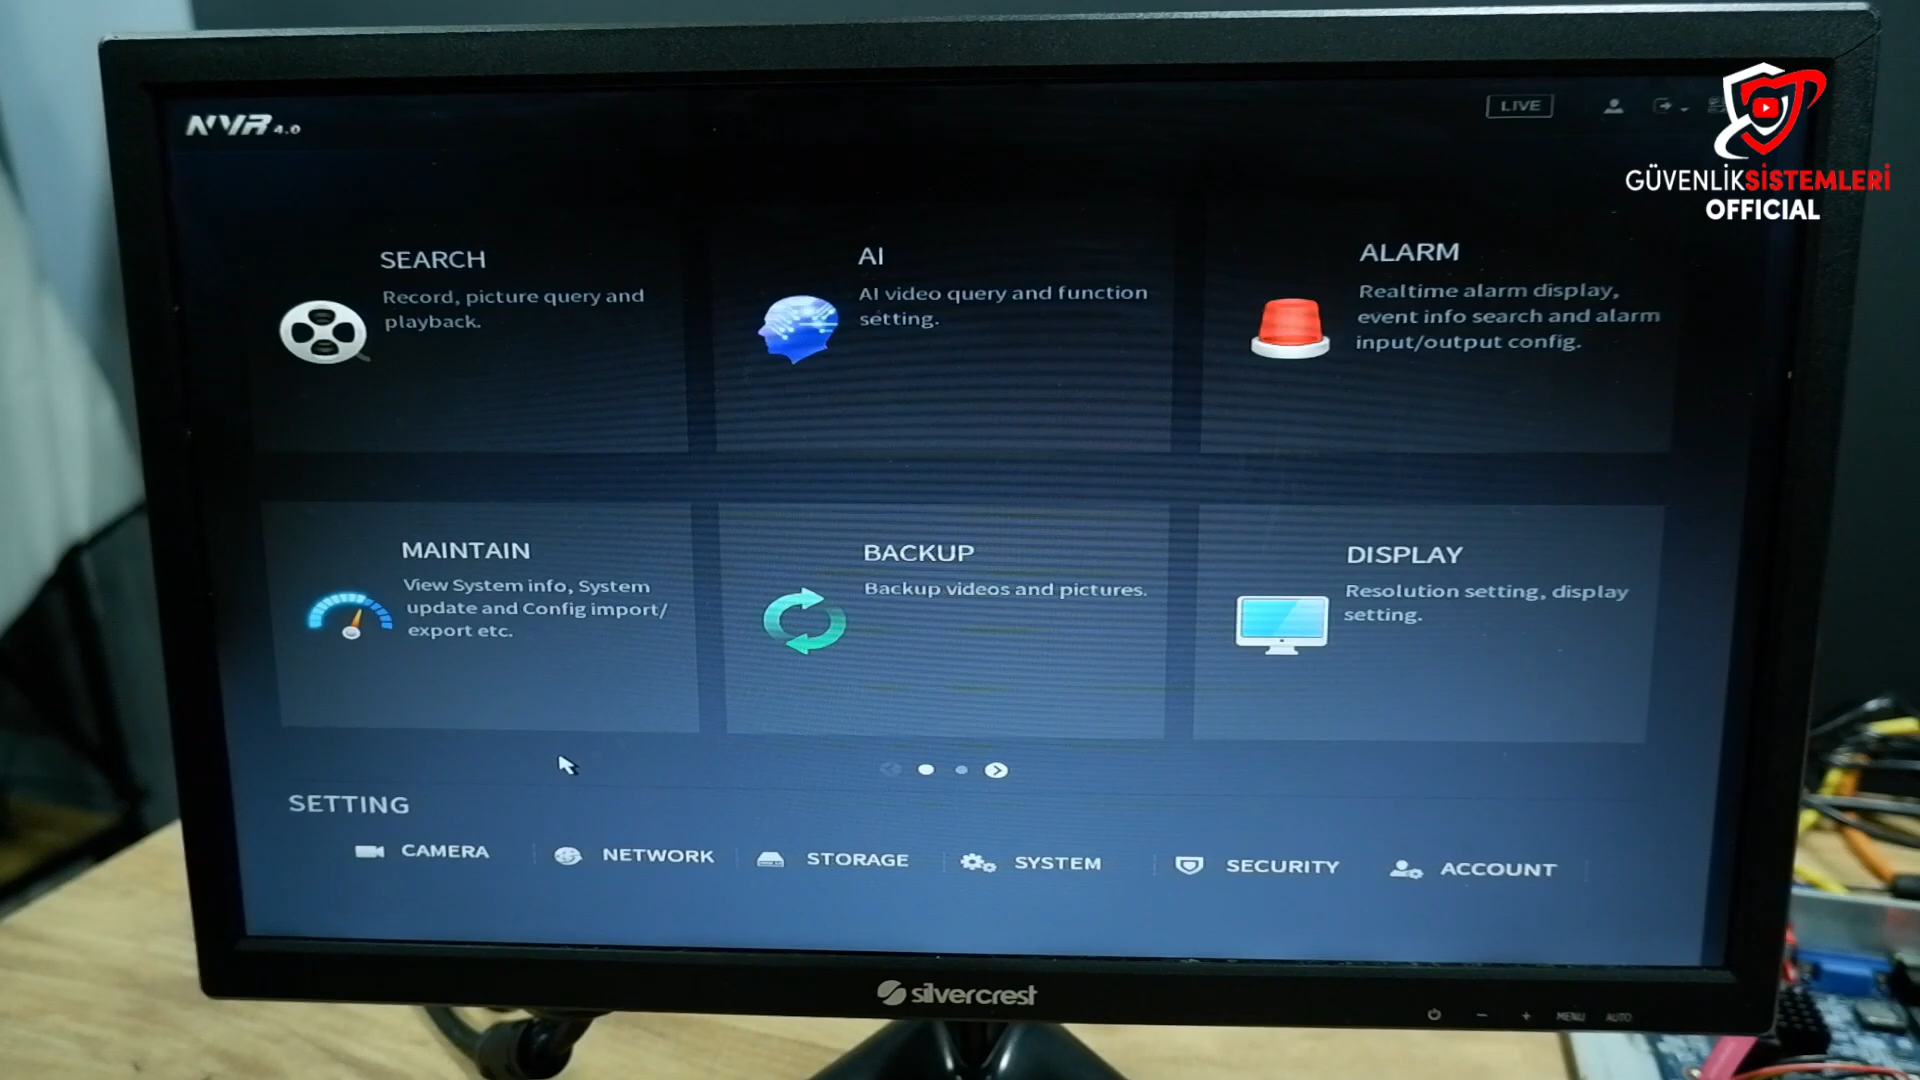 NVR 4.0
LIVE
GÜVENLİKSİSTEMLERİ
OFFICIAL
SEARCH
Record, picture query and
playback.
AI
AI video query and function
setting.
ALARM
Realtime alarm display,
event info search and alarm
input/output config.
MAINTAIN
View System info, System
update and Config import/
export etc.
BACKUP
Backup videos and pictures.
DISPLAY
Resolution setting, display
setting.
SETTING
CAMERA
NETWORK
STORAGE
SYSTEM
SECURITY
ACCOUNT
silvercrest
MENU
AUTO